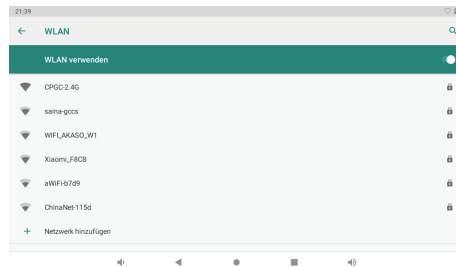 21:39
WLAN
WLAN verwenden
CPGC-2.4G
saina-gccs
WIFI_AKASO_W1
Xiaomi_F8CB
aWiFi-b7d9
ChinaNet-115d
Netzwerk hinzufügen